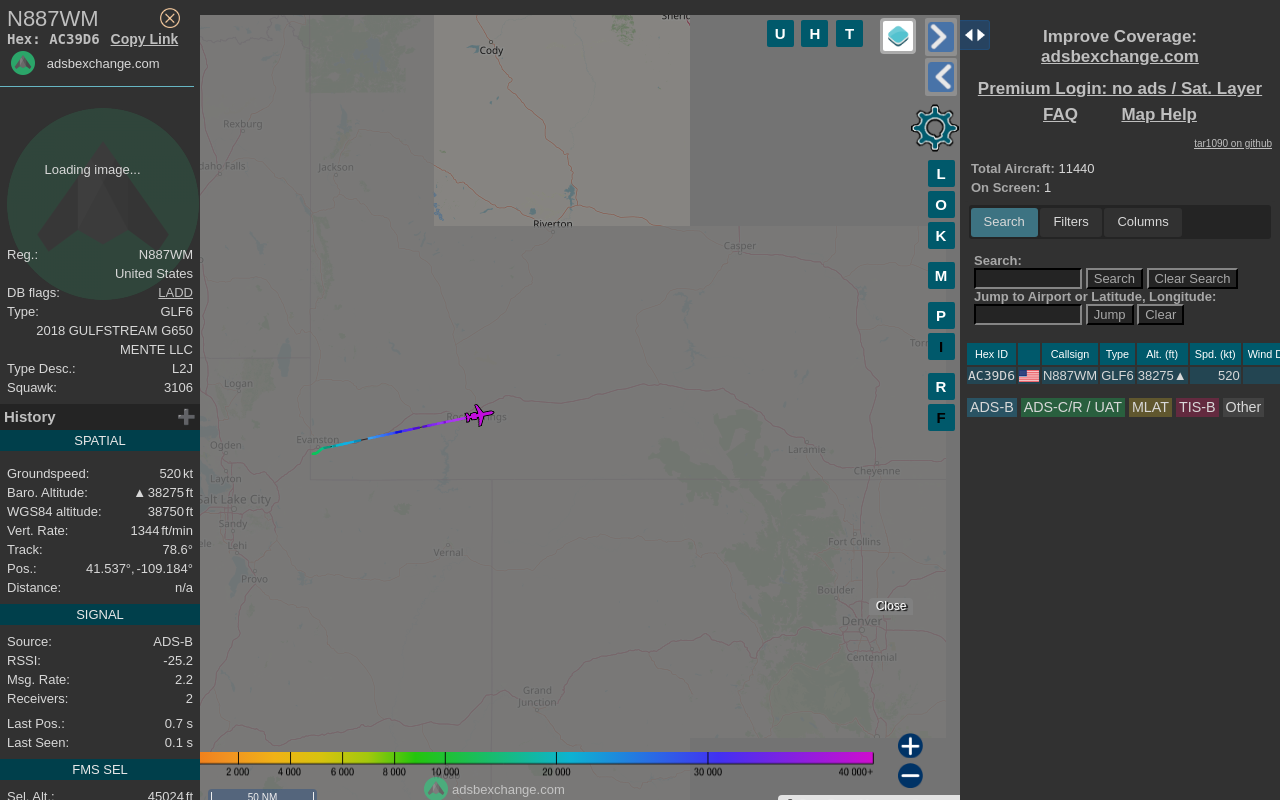 N887WM
Hex: AC39D6 Copy Link
adsbexchange.com
Loading image...
Reg.: N887WM
United States
DB flags: LADD
Type: GLF6
2018 GULFSTREAM G650
MENTE LLC
Type Desc.: L2J
Squawk: 3106
History
SPATIAL
Groundspeed: 520 kt
Baro. Altitude: ▲ 38275 ft
WGS84 altitude: 38750 ft
Vert. Rate: 1344 ft/min
Track: 78.6°
Pos.: 41.537°, -109.184°
Distance: n/a
SIGNAL
Source: ADS-B
RSSI: -25.2
Msg. Rate: 2.2
Receivers: 2
Last Pos.: 0.7 s
Last Seen: 0.1 s
FMS SEL
Sel. Alt.: 45024 ft
Cody
Rexburg
Jackson
Riverton
Casper
Logan
Evanston
Ogden
Layton
Salt Lake City
Sandy
Lehi
Provo
Vernal
Laramie
Cheyenne
Fort Collins
Boulder
Close
Denver
Centennial
Grand
Junction
2 000 4 000 6 000 8 000 10 000 20 000 30 000 40 000+
50 NM
adsbexchange.com
U H T
L
O
K
M
P
I
R
F
Improve Coverage:
adsbexchange.com
Premium Login: no ads / Sat. Layer
FAQ Map Help
tar1090 on github
Total Aircraft: 11440
On Screen: 1
Search Filters Columns
Search:
Search Clear Search
Jump to Airport or Latitude, Longitude:
Jump Clear
Hex ID Callsign Type Alt. (ft) Spd. (kt) Wind D
AC39D6 N887WM GLF6 38275▲ 520
ADS-B ADS-C/R / UAT MLAT TIS-B Other